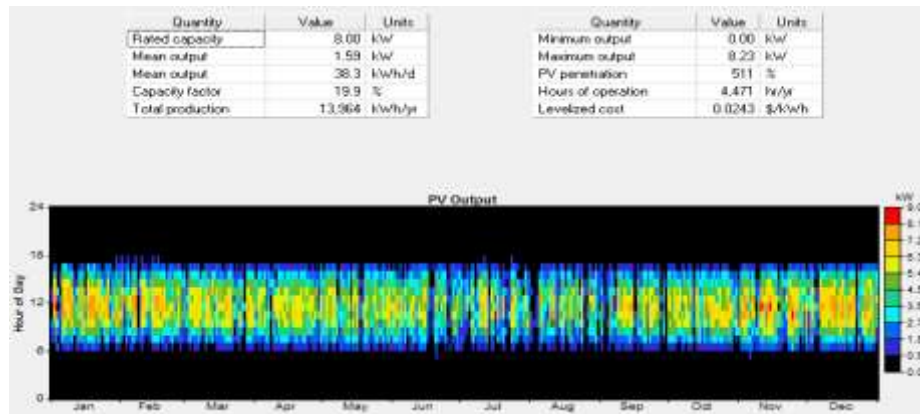 Quantity Value Units
Rated capacity 8.00 kW
Mean output 1.59 kW
Mean output 38.3 kWh/d
Capacity factor 19.9 %
Total production 13,964 kWh/yr
Quantity Value Units
Minimum output 0.00 kW
Maximum output 8.23 kW
PV penetration 511 %
Hours of operation 4,471 hr/yr
Levelized cost 0.0243 $/kWh
PV Output
Hour of Day
24
18
12
6
0
Jan Feb Mar Apr May Jun Jul Aug Sep Oct Nov Dec
kW